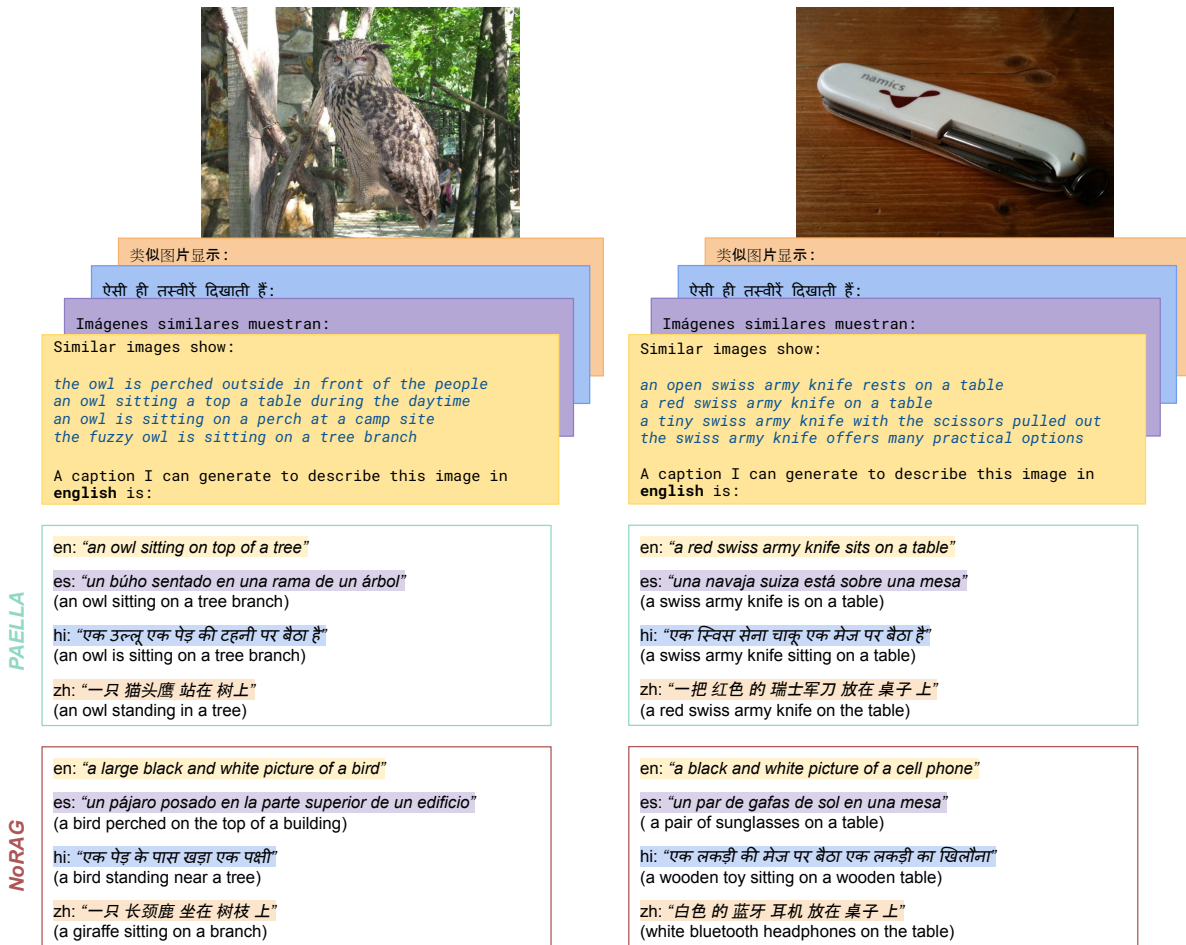 namics
类似图片显示:
ऐसी ही तस्वीरें दिखाती हैं:
Imágenes similares muestran:
Similar images show:
the owl is perched outside in front of the people
an owl sitting a top a table during the daytime
an owl is sitting on a perch at a camp site
the fuzzy owl is sitting on a tree branch
A caption I can generate to describe this image in
english is:
类似图片显示:
ऐसी ही तस्वीरें दिखाती हैं:
Imágenes similares muestran:
Similar images show:
an open swiss army knife rests on a table
a red swiss army knife on a table
a tiny swiss army knife with the scissors pulled out
the swiss army knife offers many practical options
A caption I can generate to describe this image in
english is:
PAELLA
en: “an owl sitting on top of a tree”
es: “un búho sentado en una rama de un árbol”
(an owl sitting on a tree branch)
hi: “एक उल्लू एक पेड़ की टहनी पर बैठा है”
(an owl is sitting on a tree branch)
zh: “一只 猫头鹰 站在 树上”
(an owl standing in a tree)
en: “a red swiss army knife sits on a table”
es: “una navaja suiza está sobre una mesa”
(a swiss army knife is on a table)
hi: “एक स्विस सेना चाकू एक मेज पर बैठा है”
(a swiss army knife sitting on a table)
zh: “一把 红色 的 瑞士军刀 放在 桌子 上”
(a red swiss army knife on the table)
NoRAG
en: “a large black and white picture of a bird”
es: “un pájaro posado en la parte superior de un edificio”
(a bird perched on the top of a building)
hi: “एक पेड़ के पास खड़ा एक पक्षी”
(a bird standing near a tree)
zh: “一只 长颈鹿 坐在 树枝 上”
(a giraffe sitting on a branch)
en: “a black and white picture of a cell phone”
es: “un par de gafas de sol en una mesa”
( a pair of sunglasses on a table)
hi: “एक लकड़ी की मेज पर बैठा एक लकड़ी का खिलौना”
(a wooden toy sitting on a wooden table)
zh: “白色 的 蓝牙 耳机 放在 桌子 上”
(white bluetooth headphones on the table)